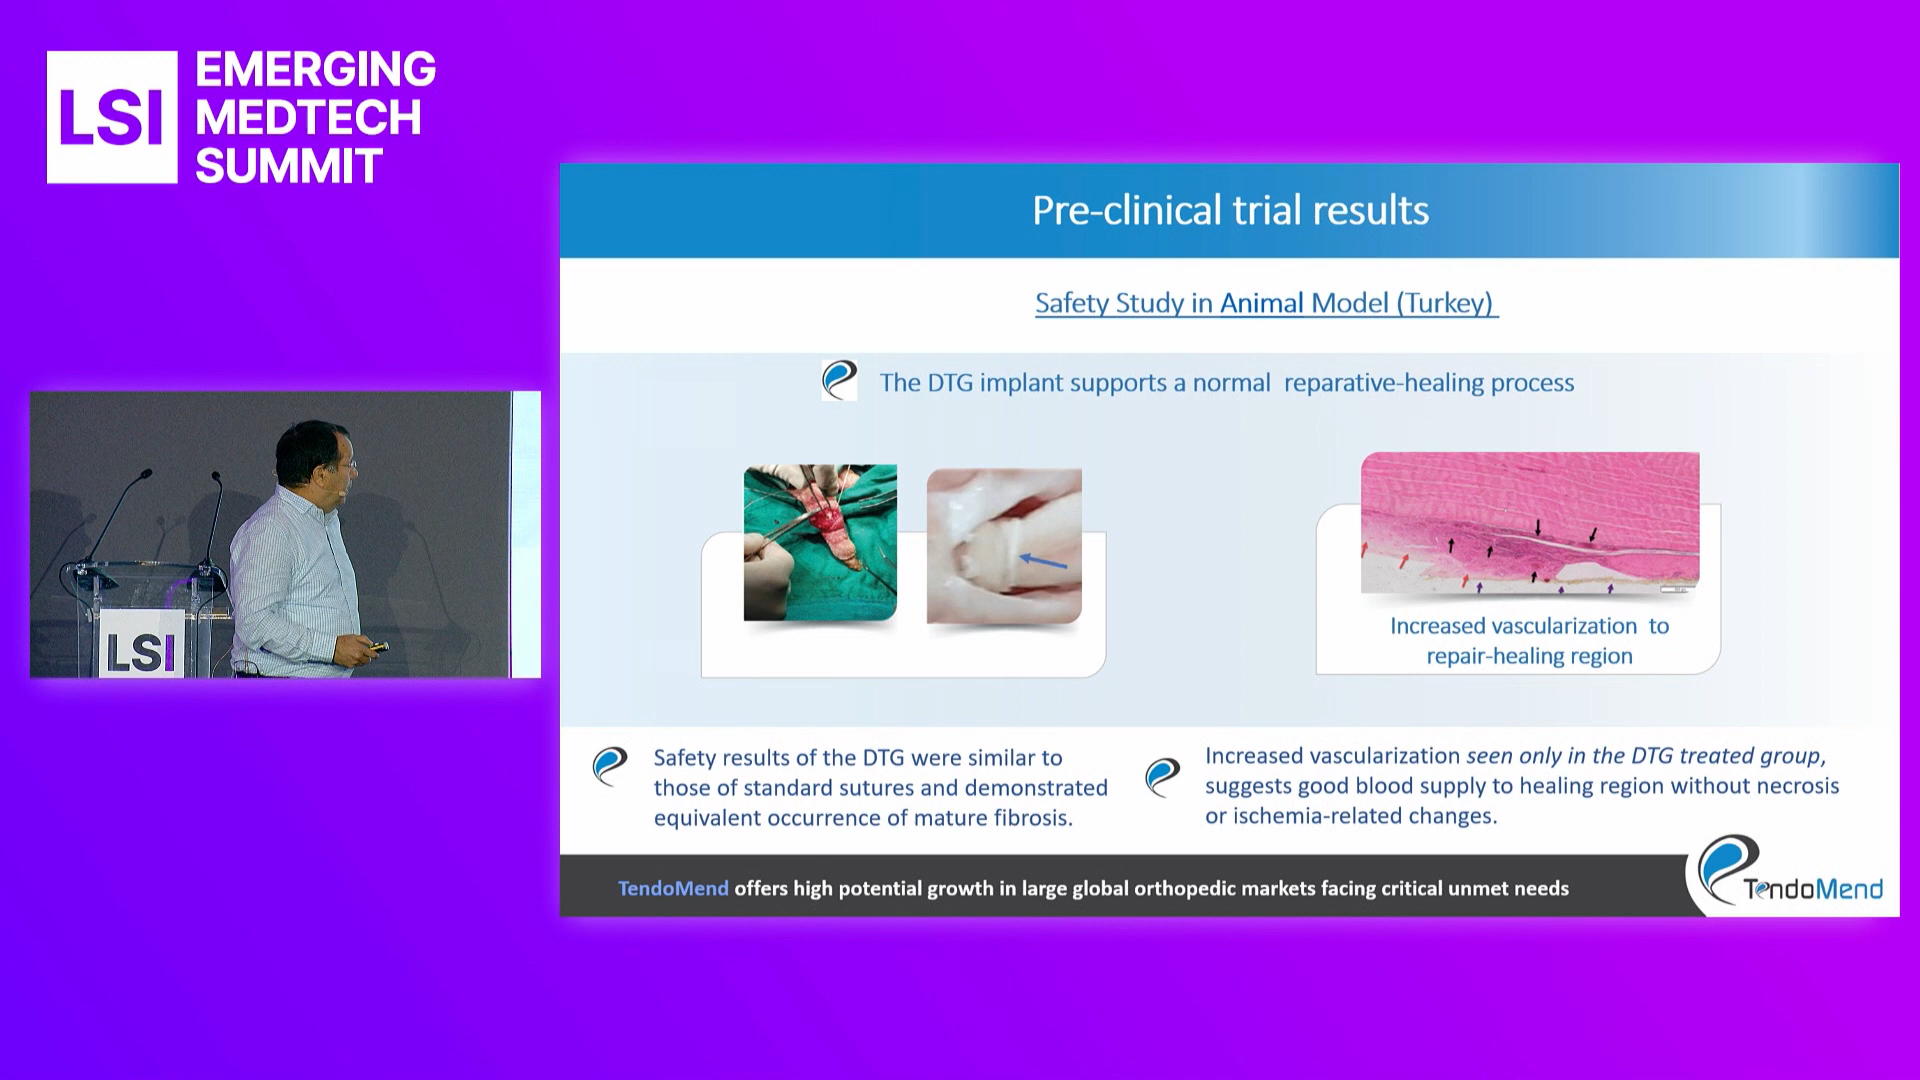 LSI
EMERGING
MEDTECH
SUMMIT
Pre-clinical trial results
Safety Study in Animal Model (Turkey)
The DTG implant supports a normal reparative-healing process
Increased vascularization to
repair-healing region
LSI
Safety results of the DTG were similar to
those of standard sutures and demonstrated
equivalent occurrence of mature fibrosis.
Increased vascularization seen only in the DTG treated group,
suggests good blood supply to healing region without necrosis
or ischemia-related changes.
TendoMend offers high potential growth in large global orthopedic markets facing critical unmet needs
TendoMend